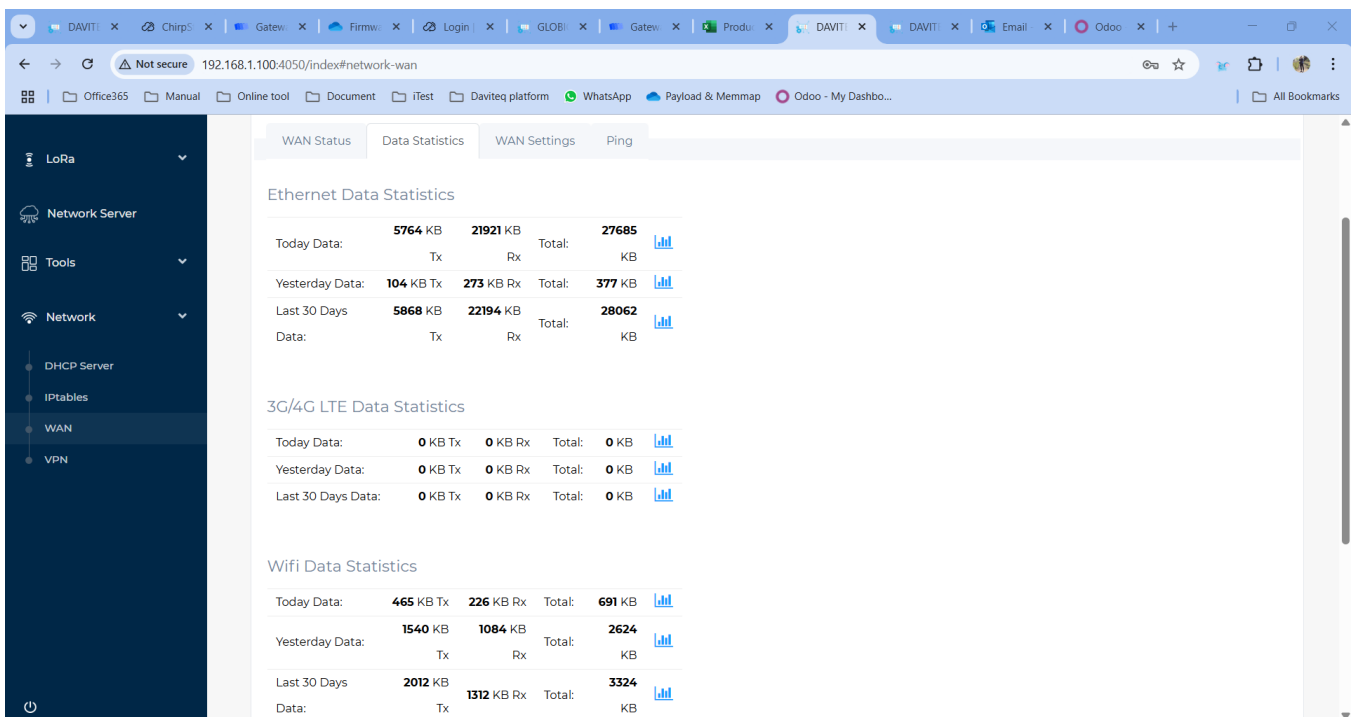 DAVITE
ChirpS
Gatew
Firmwa
Login
GLOBI
Gatew
Produc
DAVITE
DAVITE
Email -
Odoo
Not secure 192.168.1.100:4050/index#network-wan
Office365 Manual Online tool Document iTest Daviteq platform WhatsApp Payload & Memmap Odoo - My Dashbo... All Bookmarks
LoRa
Network Server
Tools
Network
DHCP Server
IPtables
WAN
VPN
WAN Status Data Statistics WAN Settings Ping
Ethernet Data Statistics
Today Data: 5764 KB Tx 21921 KB Rx Total: 27685 KB
Yesterday Data: 104 KB Tx 273 KB Rx Total: 377 KB
Last 30 Days Data: 5868 KB Tx 22194 KB Rx Total: 28062 KB
3G/4G LTE Data Statistics
Today Data: 0 KB Tx 0 KB Rx Total: 0 KB
Yesterday Data: 0 KB Tx 0 KB Rx Total: 0 KB
Last 30 Days Data: 0 KB Tx 0 KB Rx Total: 0 KB
Wifi Data Statistics
Today Data: 465 KB Tx 226 KB Rx Total: 691 KB
Yesterday Data: 1540 KB Tx 1084 KB Rx Total: 2624 KB
Last 30 Days Data: 2012 KB Tx 1312 KB Rx Total: 3324 KB